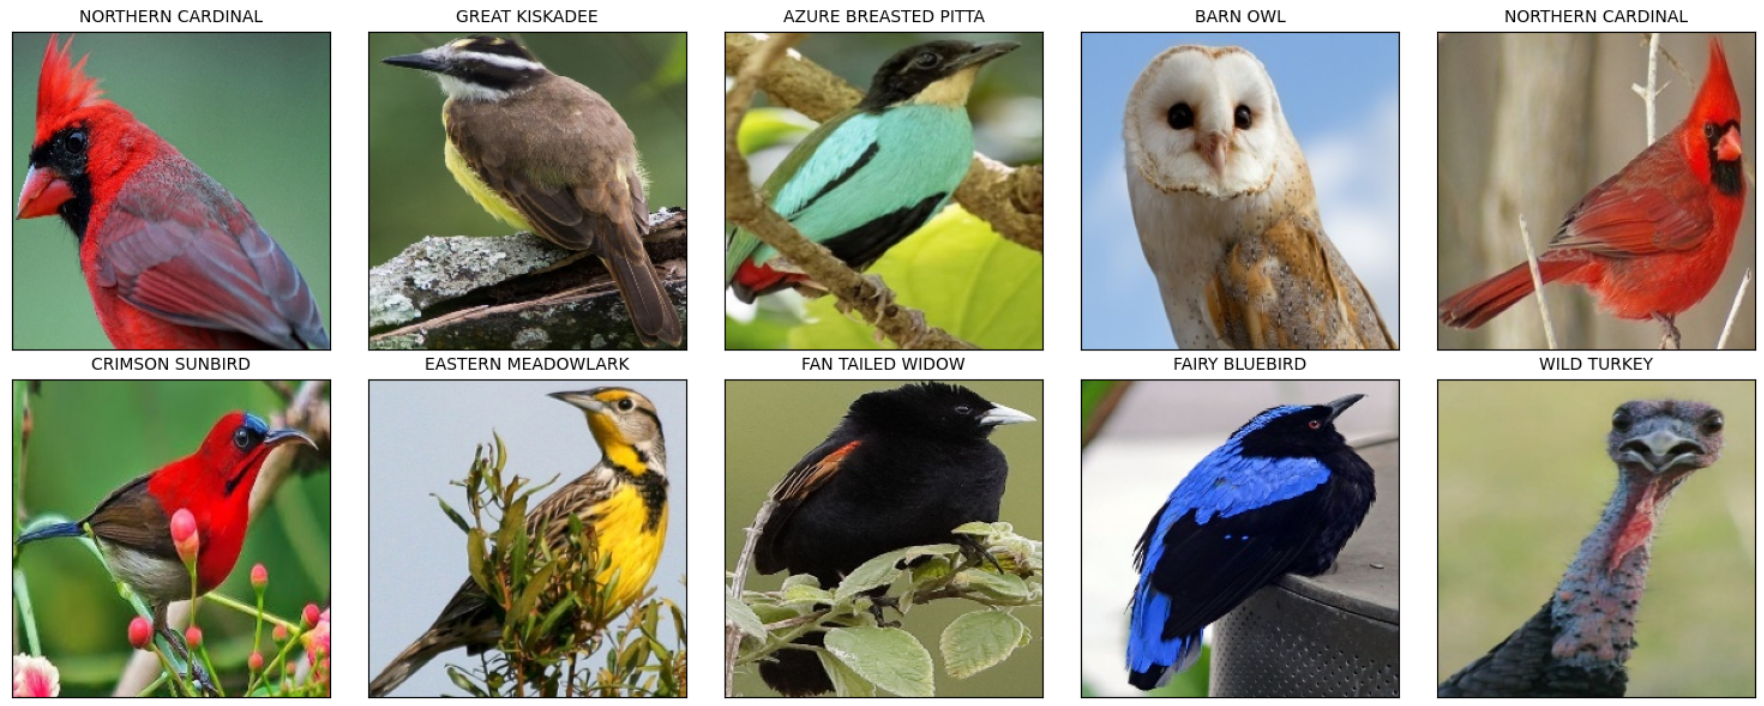 NORTHERN CARDINAL
GREAT KISKADEE
AZURE BREASTED PITTA
BARN OWL
NORTHERN CARDINAL
CRIMSON SUNBIRD
EASTERN MEADOWLARK
FAN TAILED WIDOW
FAIRY BLUEBIRD
WILD TURKEY